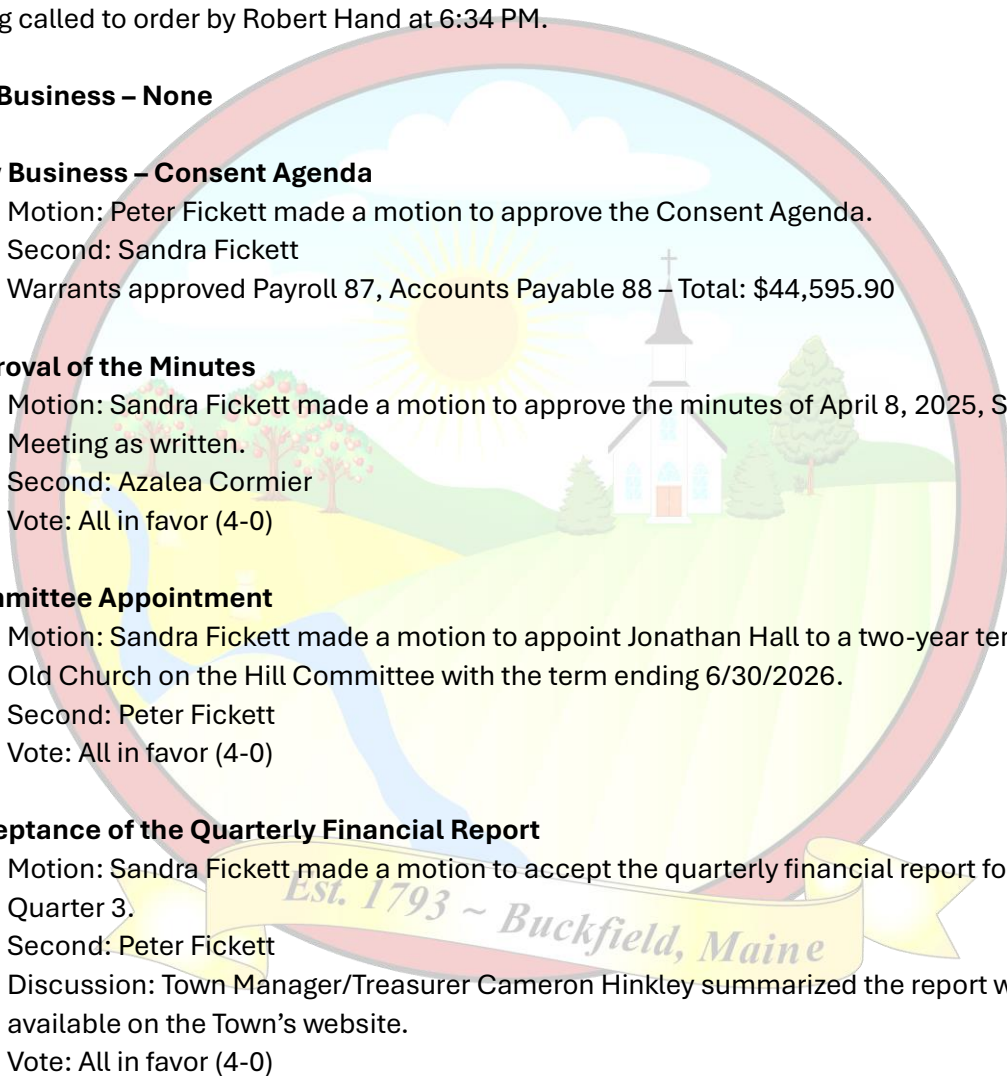 g called to order by Robert Hand at 6:34 PM.
Business – None
Business – Consent Agenda
Motion: Peter Fickett made a motion to approve the Consent Agenda.
Second: Sandra Fickett
Warrants approved Payroll 87, Accounts Payable 88 – Total: $44,595.90
roval of the Minutes
Motion: Sandra Fickett made a motion to approve the minutes of April 8, 2025, S
Meeting as written.
Second: Azalea Cormier
Vote: All in favor (4-0)
mittee Appointment
Motion: Sandra Fickett made a motion to appoint Jonathan Hall to a two-year ter
Old Church on the Hill Committee with the term ending 6/30/2026.
Second: Peter Fickett
Vote: All in favor (4-0)
eptance of the Quarterly Financial Report
Motion: Sandra Fickett made a motion to accept the quarterly financial report fo
Quarter 3.
Second: Peter Fickett
Discussion: Town Manager/Treasurer Cameron Hinkley summarized the report w
available on the Town’s website.
Vote: All in favor (4-0)
Est. 1793 ~ Buckfield, Maine